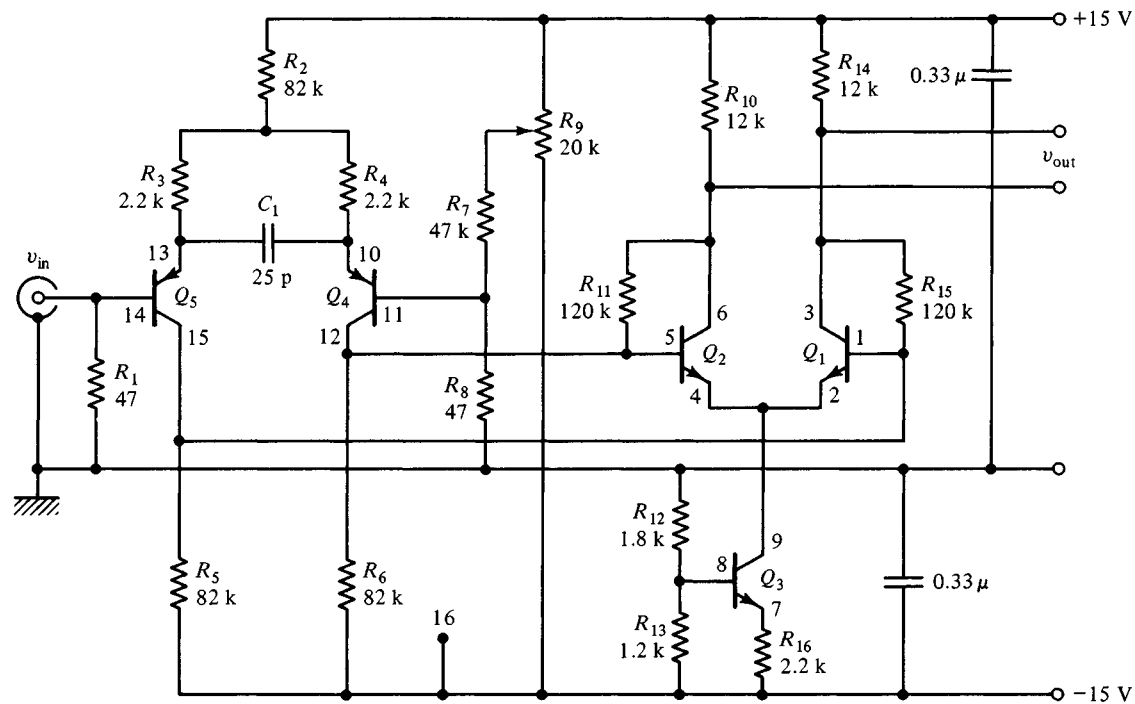 +15 V
R2
82 k
R14
12 k
0.33 μ
R10
12 k
R9
20 k
vout
R3
2.2 k
R4
2.2 k
C1
25 p
R7
47 k
13
10
vin
Q5
Q4
14
11
15
12
R11
120 k
R15
120 k
6
3
5
Q2
Q1
1
4
2
R1
47
R8
47
R12
1.8 k
9
8
Q3
7
R5
82 k
R6
82 k
0.33 μ
16
R13
1.2 k
R16
2.2 k
−15 V